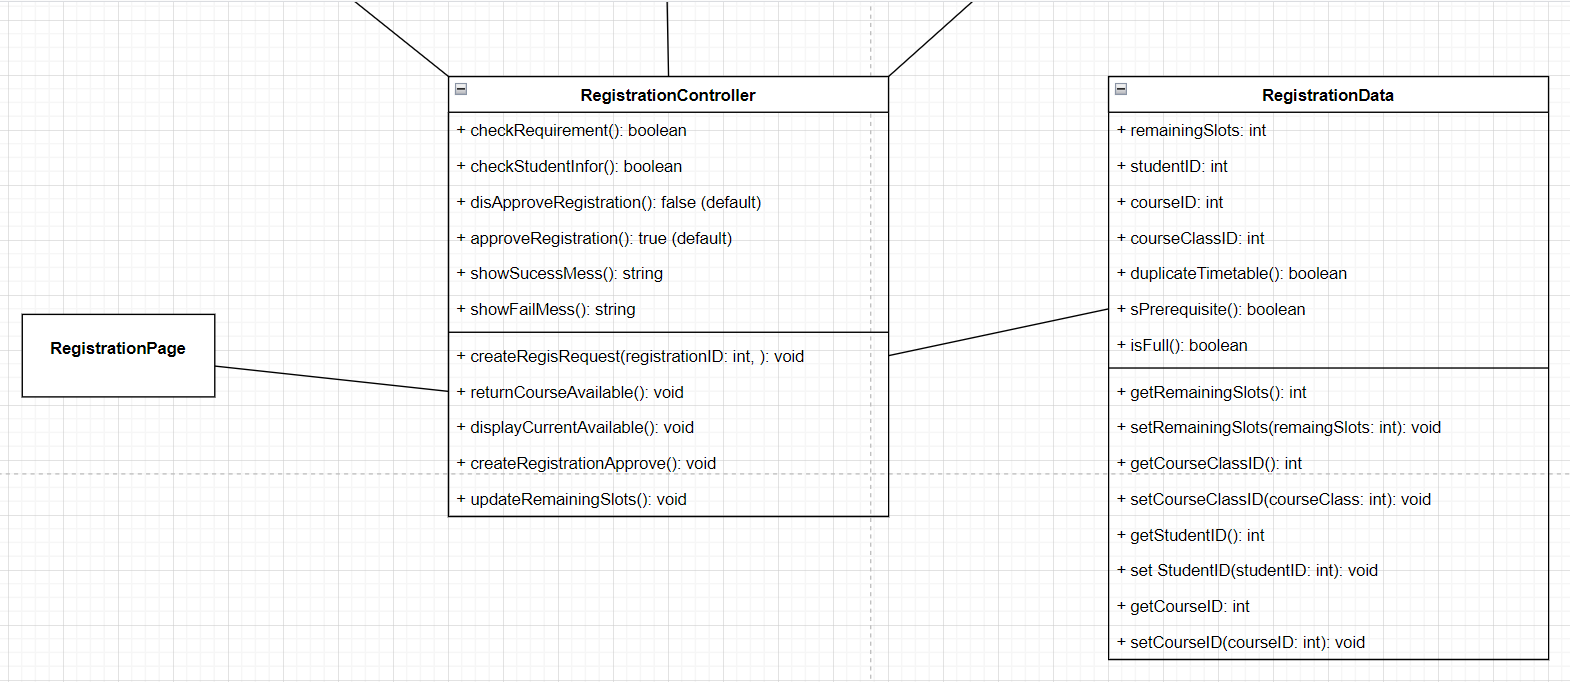 RegistrationController
+ checkRequirement(): boolean
+ checkStudentInfor(): boolean
+ disApproveRegistration(): false (default)
+ approveRegistration(): true (default)
+ showSucessMess(): string
+ showFailMess(): string
+ createRegisRequest(registrationID: int, ): void
+ returnCourseAvailable(): void
+ displayCurrentAvailable(): void
+ createRegistrationApprove(): void
+ updateRemainingSlots(): void
RegistrationPage
RegistrationData
+ remainingSlots: int
+ studentID: int
+ courseID: int
+ courseClassID: int
+ duplicateTimetable(): boolean
+ sPrerequisite(): boolean
+ isFull(): boolean
+ getRemainingSlots(): int
+ setRemainingSlots(remaingSlots: int): void
+ getCourseClassID(): int
+ setCourseClassID(courseClass: int): void
+ getStudentID(): int
+ set StudentID(studentID: int): void
+ getCourseID: int
+ setCourseID(courseID: int): void